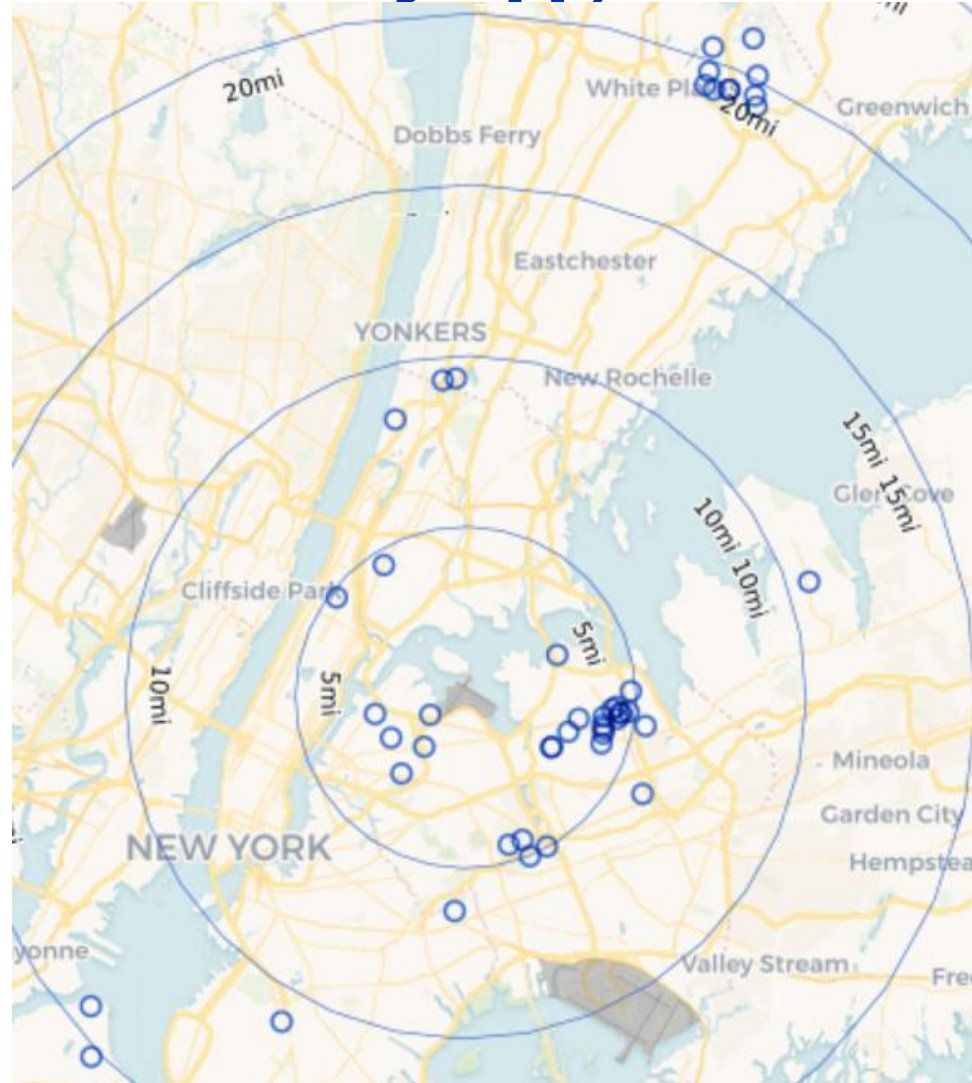 20mi
White Pl
20mi
Greenwich
Dobbs Ferry
Eastchester
YONKERS
New Rochelle
15mi
15mi
Glen Cove
10mi
10mi
Cliffside Park
5mi
5mi
10mi
Mineola
Garden City
NEW YORK
Hempstea
yonne
Valley Stream
Fre